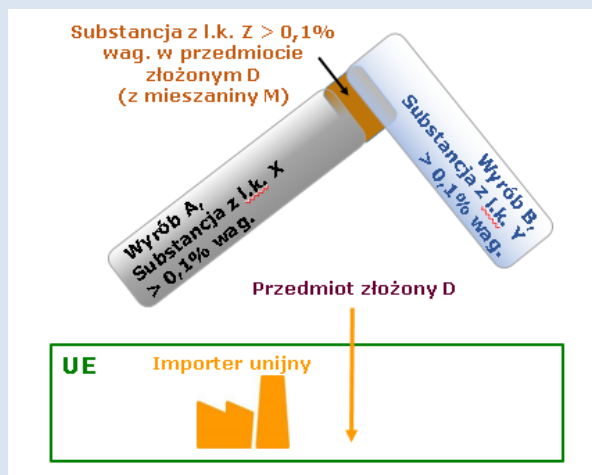 Substancja z l.k. Z > 0,1%
wag. w przedmiocie
złożonym D
(z mieszaniny M)
Wyrób A,
Substancja z l.k. X
> 0,1% wag.
Wyrób B,
Substancja z l.k. Y
> 0,1% wag.
Przedmiot złożony D
UE
Importer unijny